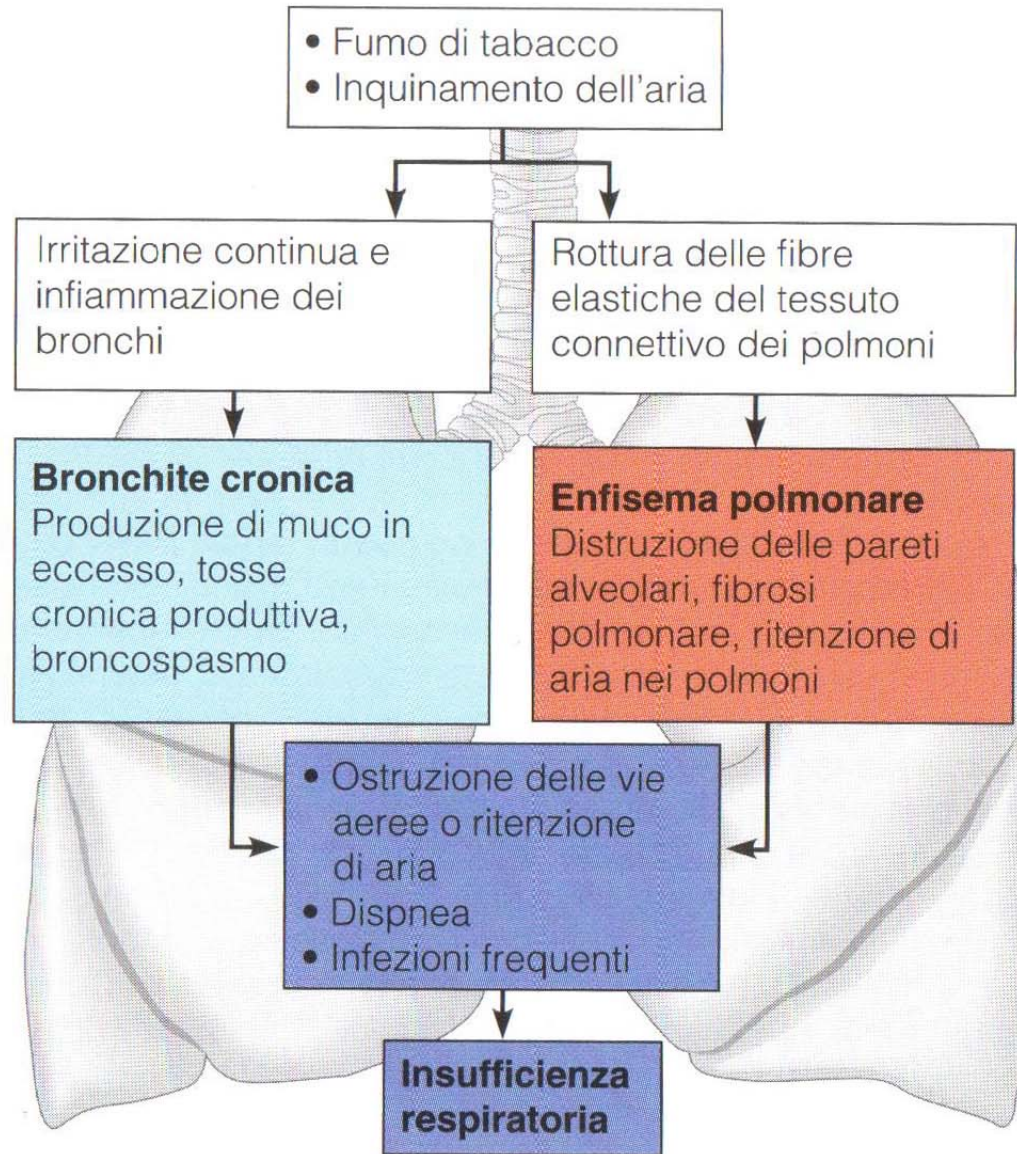 • Fumo di tabacco
• Inquinamento dell'aria
Irritazione continua e
infiammazione dei
bronchi
Rottura delle fibre
elastiche del tessuto
connettivo dei polmoni
Bronchite cronica
Produzione di muco in
eccesso, tosse
cronica produttiva,
broncospasmo
Enfisema polmonare
Distruzione delle pareti
alveolari, fibrosi
polmonare, ritenzione di
aria nei polmoni
• Ostruzione delle vie
aeree o ritenzione
di aria
• Dispnea
• Infezioni frequenti
Insufficienza
respiratoria